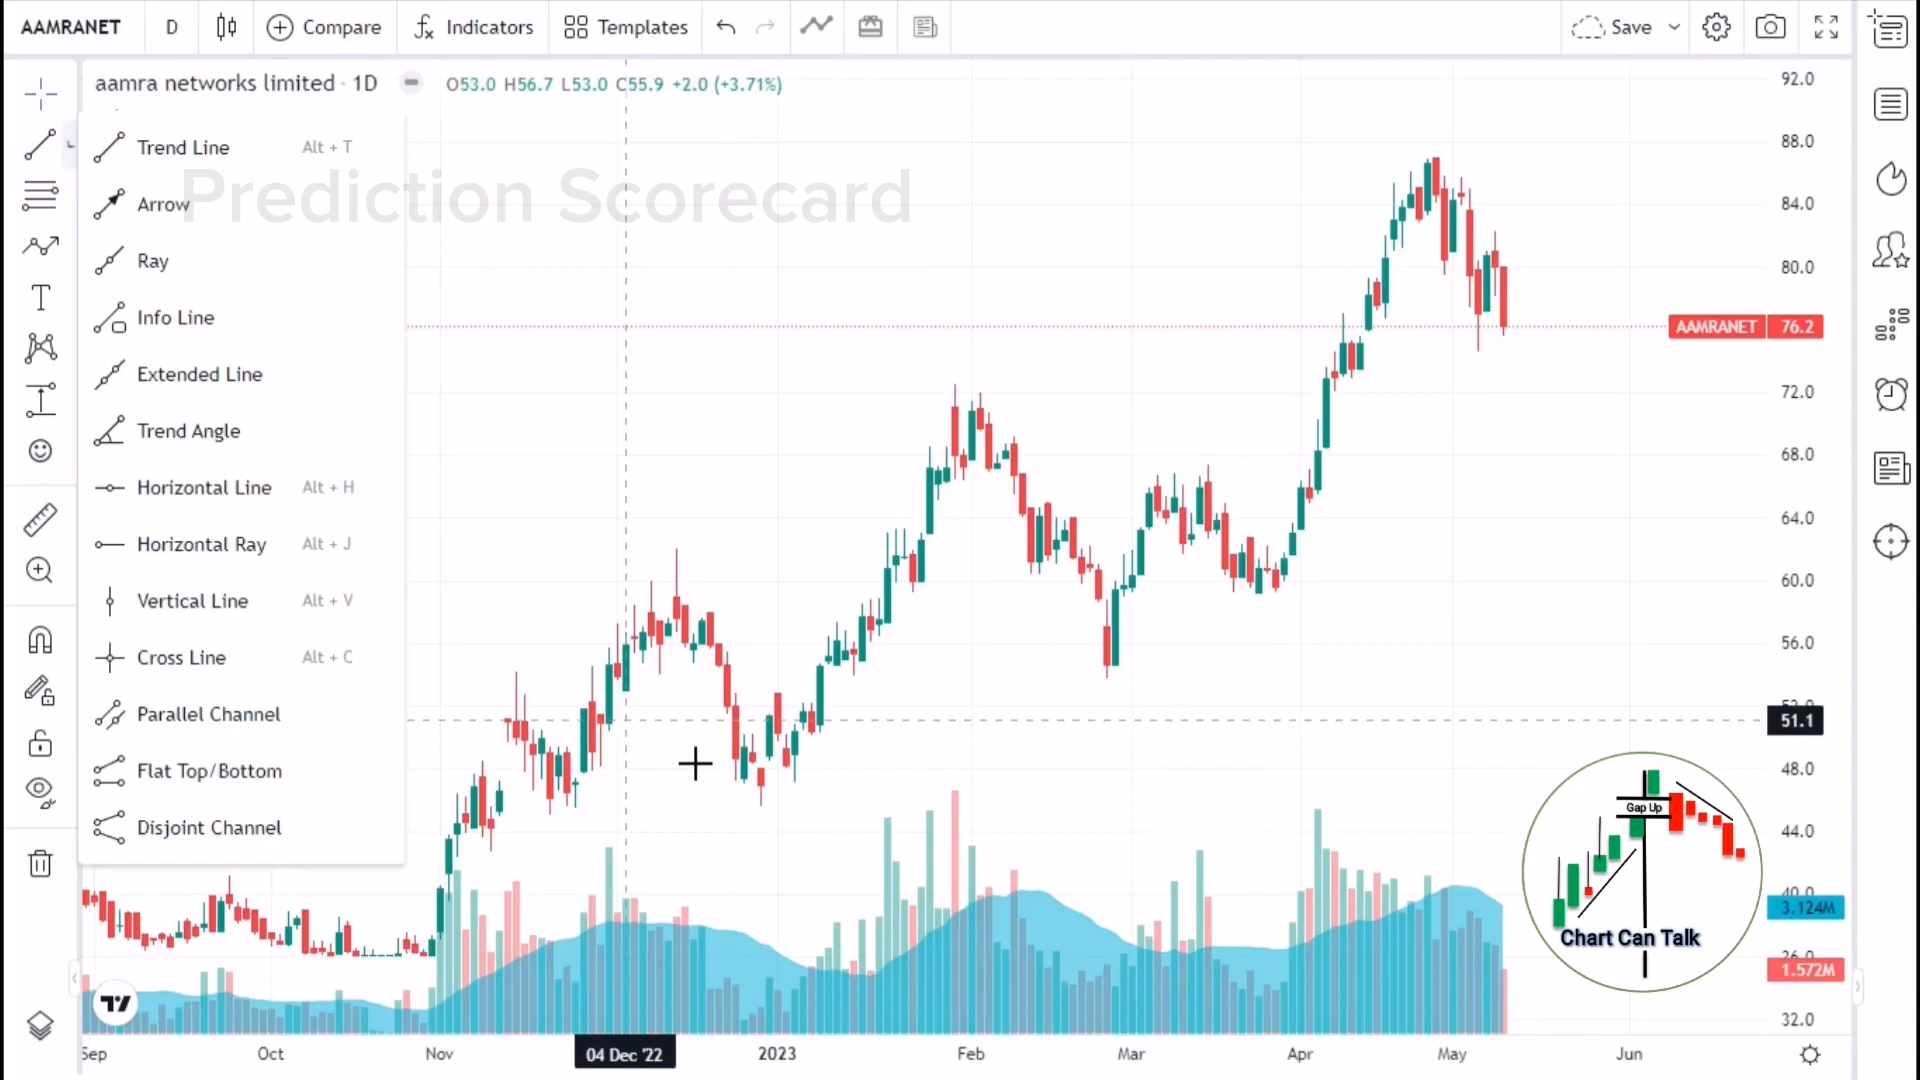 AAMRANET D Compare Indicators Templates Save
aamra networks limited · 1D O53.0 H56.7 L53.0 C55.9 +2.0 (+3.71%)
Trend Line Alt + T
Prediction Scorecard
Arrow
Ray
Info Line
Extended Line
Trend Angle
Horizontal Line Alt + H
Horizontal Ray Alt + J
Vertical Line Alt + V
Cross Line Alt + C
Parallel Channel
Flat Top/Bottom
Disjoint Channel
92.0
88.0
84.0
80.0
AAMRANET 76.2
72.0
68.0
64.0
60.0
56.0
51.1
48.0
44.0
3.124M
1.572M
32.0
Gap Up
Chart Can Talk
Sep Oct Nov 04 Dec '22 2023 Feb Mar Apr May Jun